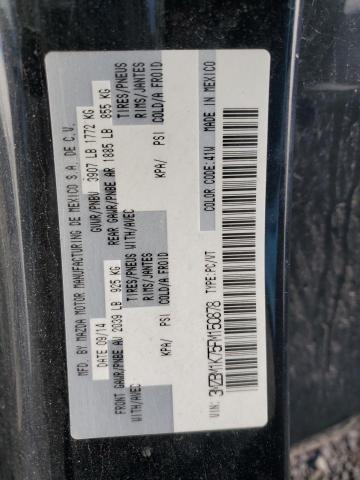 MFD. BY MAZDA MOTOR MANUFACTURING DE MEXICO S.A. DE C.V.
DATE 09/14 GVWR/PNBV 3907 LB 1772 KG
FRONT GAWR/PNBE AV 2039 LB 925 KG REAR GAWR/PNBE AR 1885 LB 855 KG
WITH/AVEC TIRES/PNEUS WITH/AVEC TIRES/PNEUS
RIMS/JANTES RIMS/JANTES
KPA/ PSI COLD/A FROID KPA/ PSI COLD/A FROID
COLOR CODE:41W MADE IN MEXICO
VIN: 3MZBM1K75FM150878 TYPE:PC/VT